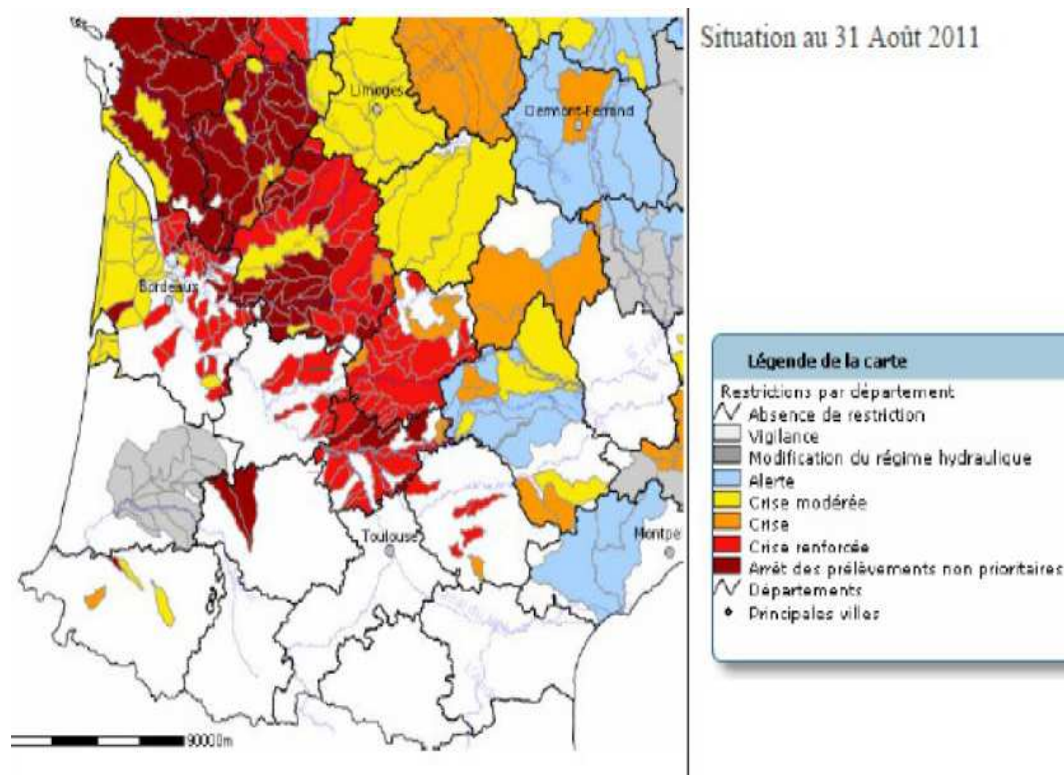 Situation au 31 Août 2011
Limoges
Clermont-Ferrand
Bordeaux
Toulouse
Montpe
90000m
Légende de la carte
Restrictions par département
Absence de restriction
Vigilance
Modification du régime hydraulique
Alerte
Crise modérée
Crise
Crise renforcée
Arrêt des prélèvements non prioritaires
Départements
Principales villes